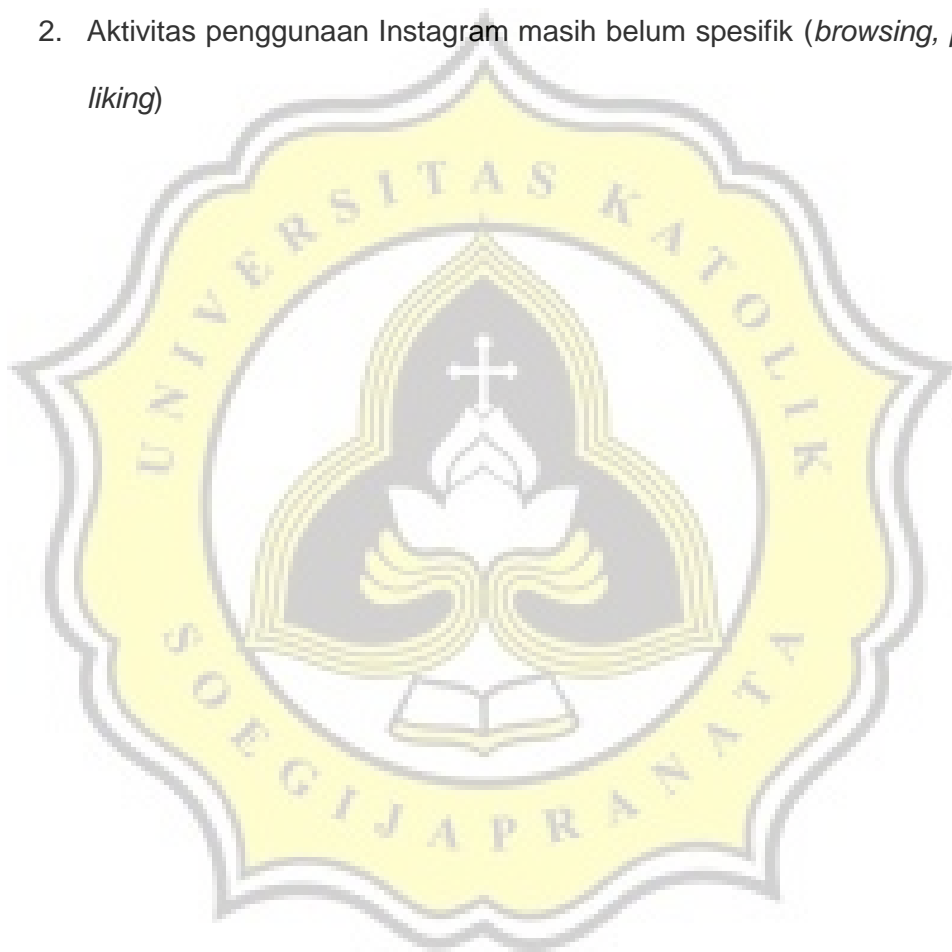 2. Aktivitas penggunaan Instagram masih belum spesifik (browsing,
liking)
UNIVERSITAS KATOLIK
SOEGIJAPRANATA